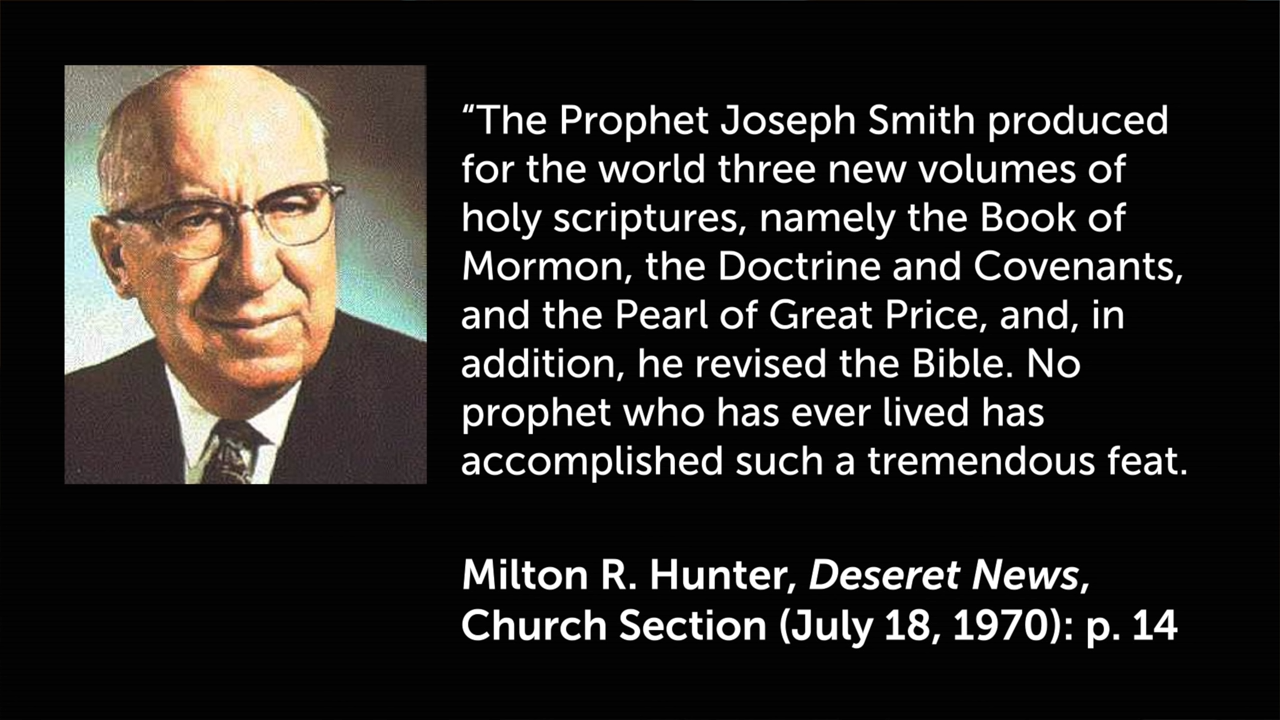 “The Prophet Joseph Smith produced
for the world three new volumes of
holy scriptures, namely the Book of
Mormon, the Doctrine and Covenants,
and the Pearl of Great Price, and, in
addition, he revised the Bible. No
prophet who has ever lived has
accomplished such a tremendous feat.
Milton R. Hunter, Deseret News,
Church Section (July 18, 1970): p. 14